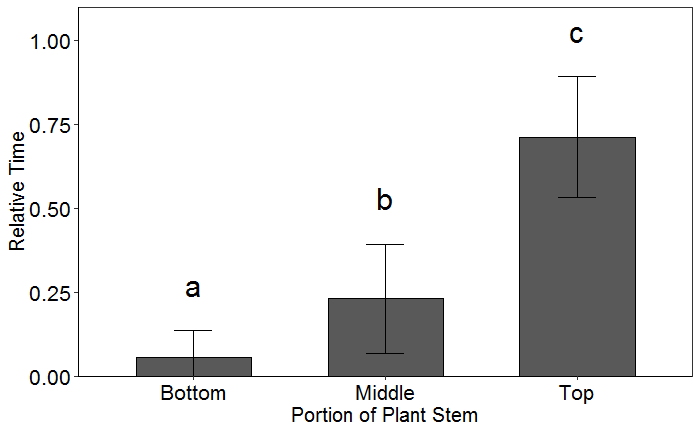 Relative Time
1.00
0.75
0.50
0.25
0.00
a
b
c
Bottom Middle Top
Portion of Plant Stem